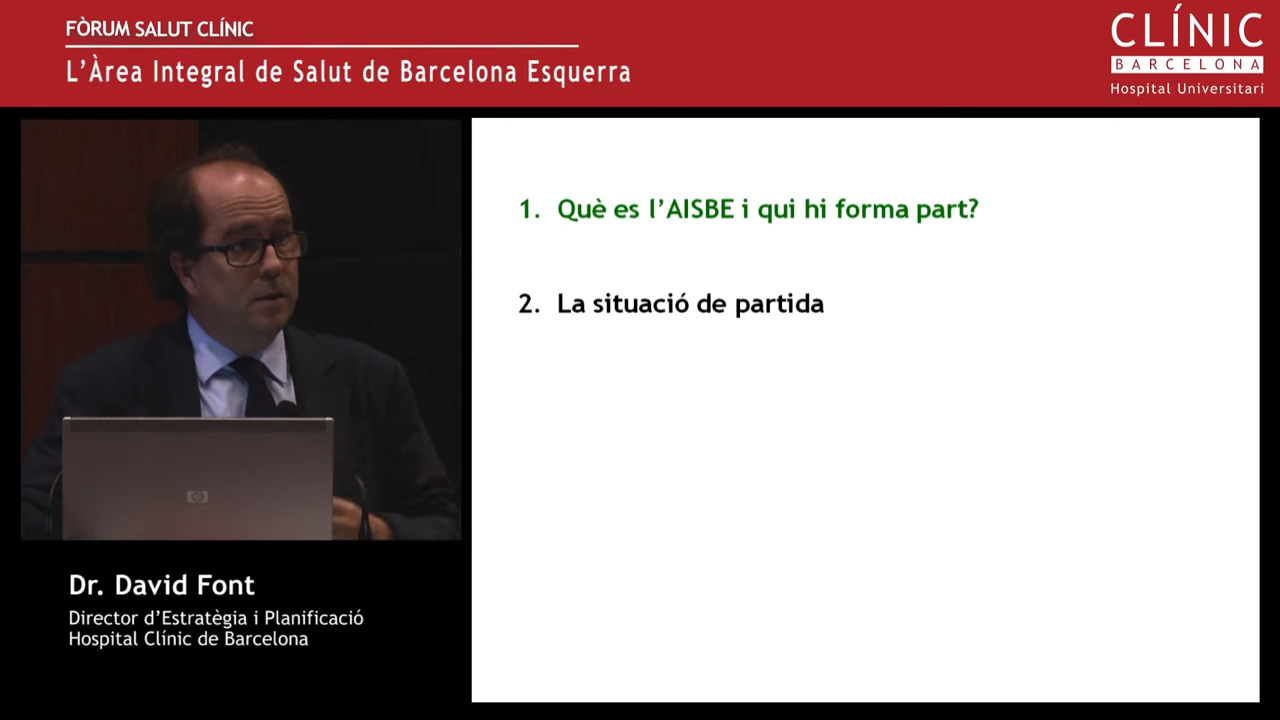 FÒRUM SALUT CLÍNIC
L'Àrea Integral de Salut de Barcelona Esquerra
CLÍNIC
BARCELONA
Hospital Universitari
1. Què es l'AISBE i qui hi forma part?
2. La situació de partida
hp
Dr. David Font
Director d'Estratègia i Planificació
Hospital Clínic de Barcelona